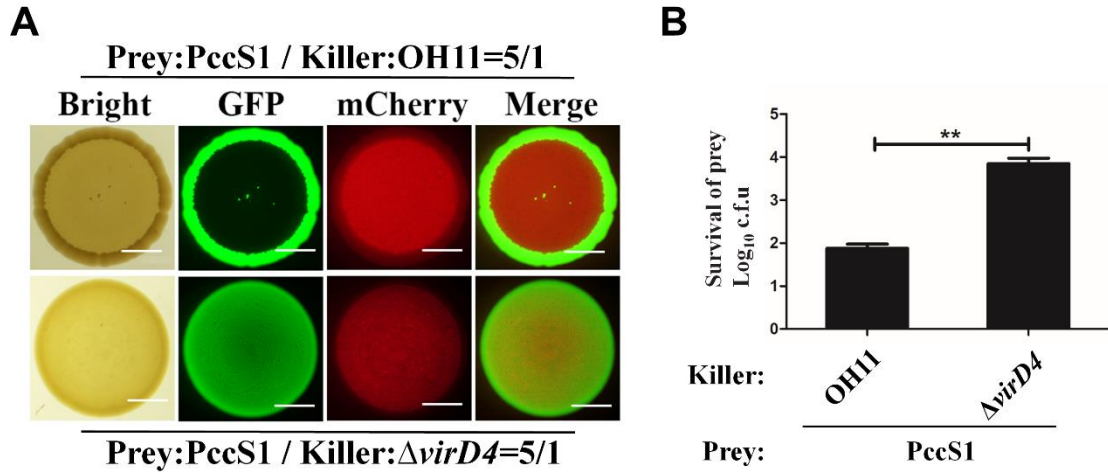 A
Prey:PccS1 / Killer:OH11=5/1
Bright GFP mCherry Merge
Prey:PccS1 / Killer:ΔvirD4=5/1
B
**
Survival of prey
Log₁₀ c.f.u
5
4
3
2
1
0
Killer: OH11 ΔvirD4
Prey: PccS1